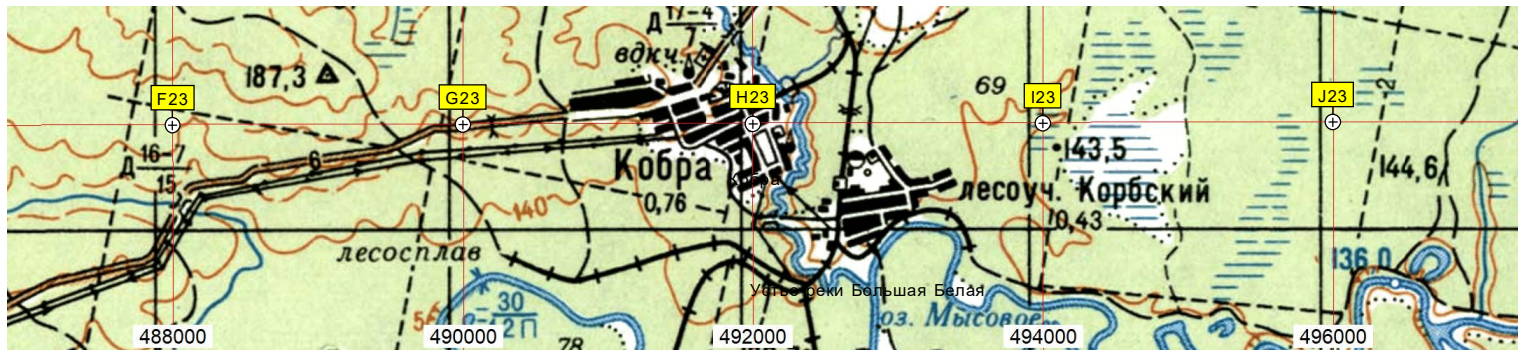 Д 17-4
7
вдкч.
187,3
69
2
F23
G23
H23
I23
J23
Д 16-7
15
6
Кобра
Кобра
143,5
144,6
лесоуч. Корбский
0,76
0,43
140
лесосплав
136,0
Устье реки Большая Белая
30
2П
оз. Мысовое
78
488000
490000
492000
494000
496000